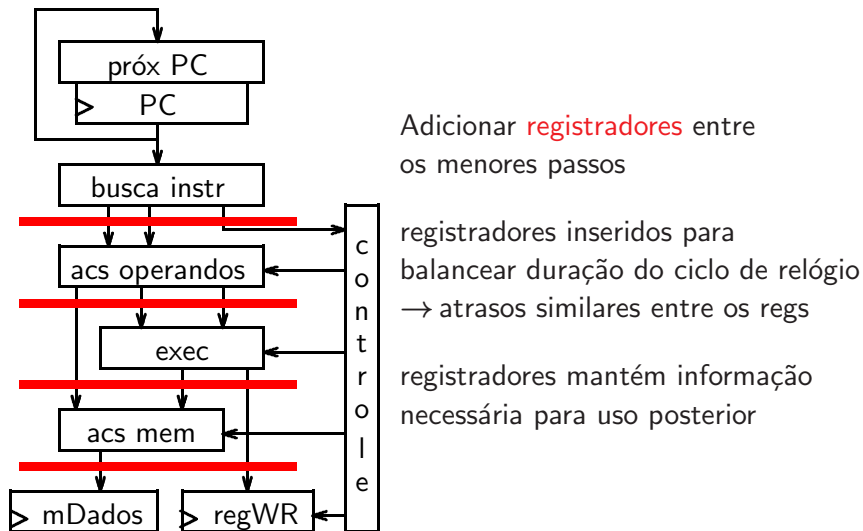 próx PC
PC
busca instr
acs operandos
exec
acs mem
mDados
regWR
controle
Adicionar registradores entre
os menores passos
registradores inseridos para
balancear duração do ciclo de relógio
→ atrasos similares entre os regs
registradores mantém informação
necessária para uso posterior